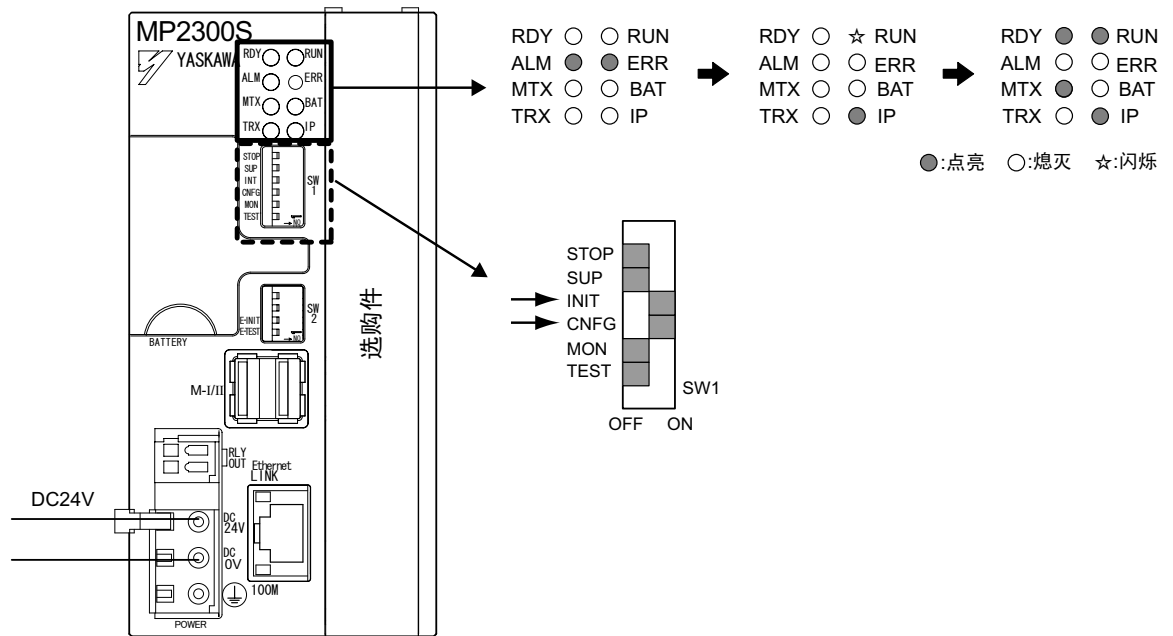 MP2300S
YASKAWA
RDY RUN
ALM ERR
MTX BAT
TRX IP
STOP
SUP
INT
CNFG
MON
TEST
SW
1
→NO
SW
2
E-INIT
E-TEST
→NO
BATTERY
M-I/II
RLY
OUT
Ethernet
LINK
DC
24V
DC
0V
100M
POWER
DC24V
选购件
RDY ○ ○ RUN
ALM ● ● ERR
MTX ○ ○ BAT
TRX ○ ○ IP
RDY ○ ☆ RUN
ALM ○ ○ ERR
MTX ○ ○ BAT
TRX ○ ● IP
RDY ● ● RUN
ALM ○ ○ ERR
MTX ● ○ BAT
TRX ○ ● IP
●:点亮 ○:熄灭 ☆:闪烁
STOP
SUP
INIT
CNFG
MON
TEST
SW1
OFF ON